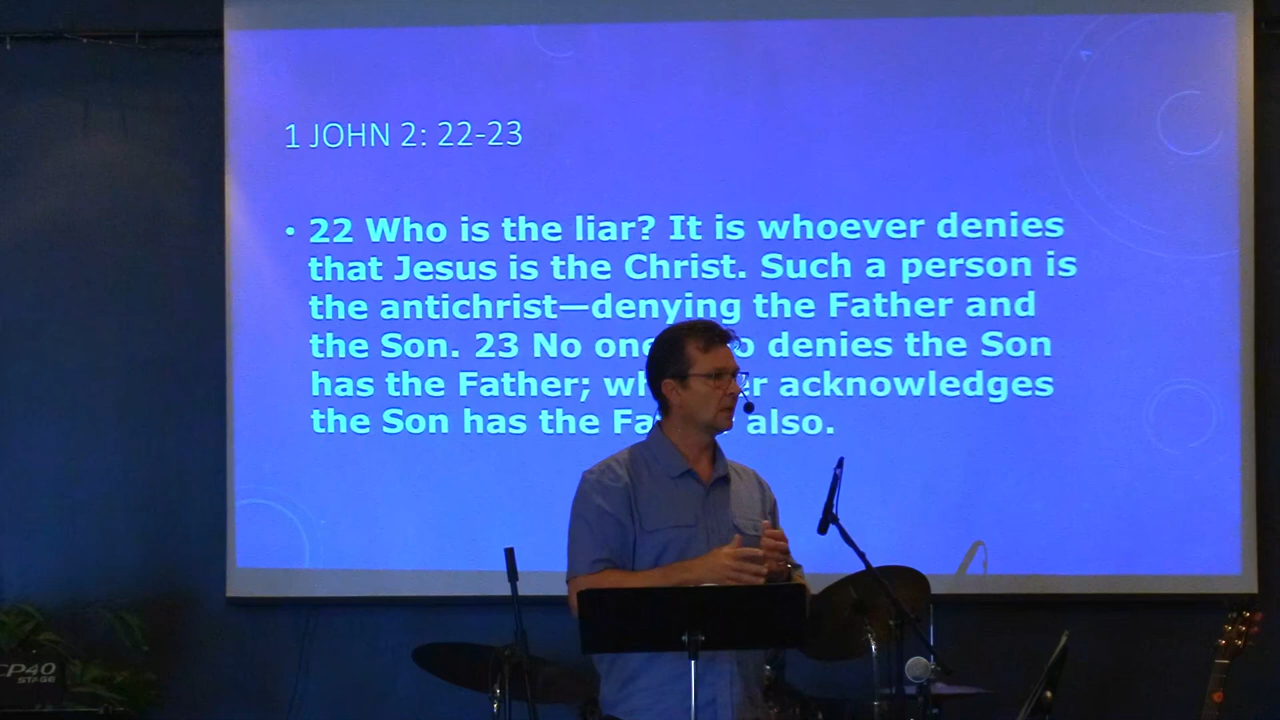 1 JOHN 2: 22-23
• 22 Who is the liar? It is whoever denies
that Jesus is the Christ. Such a person is
the antichrist—denying the Father and
the Son. 23 No one denies the Son
has the Father; acknowledges
the Son has the also.
CP40
STAGE